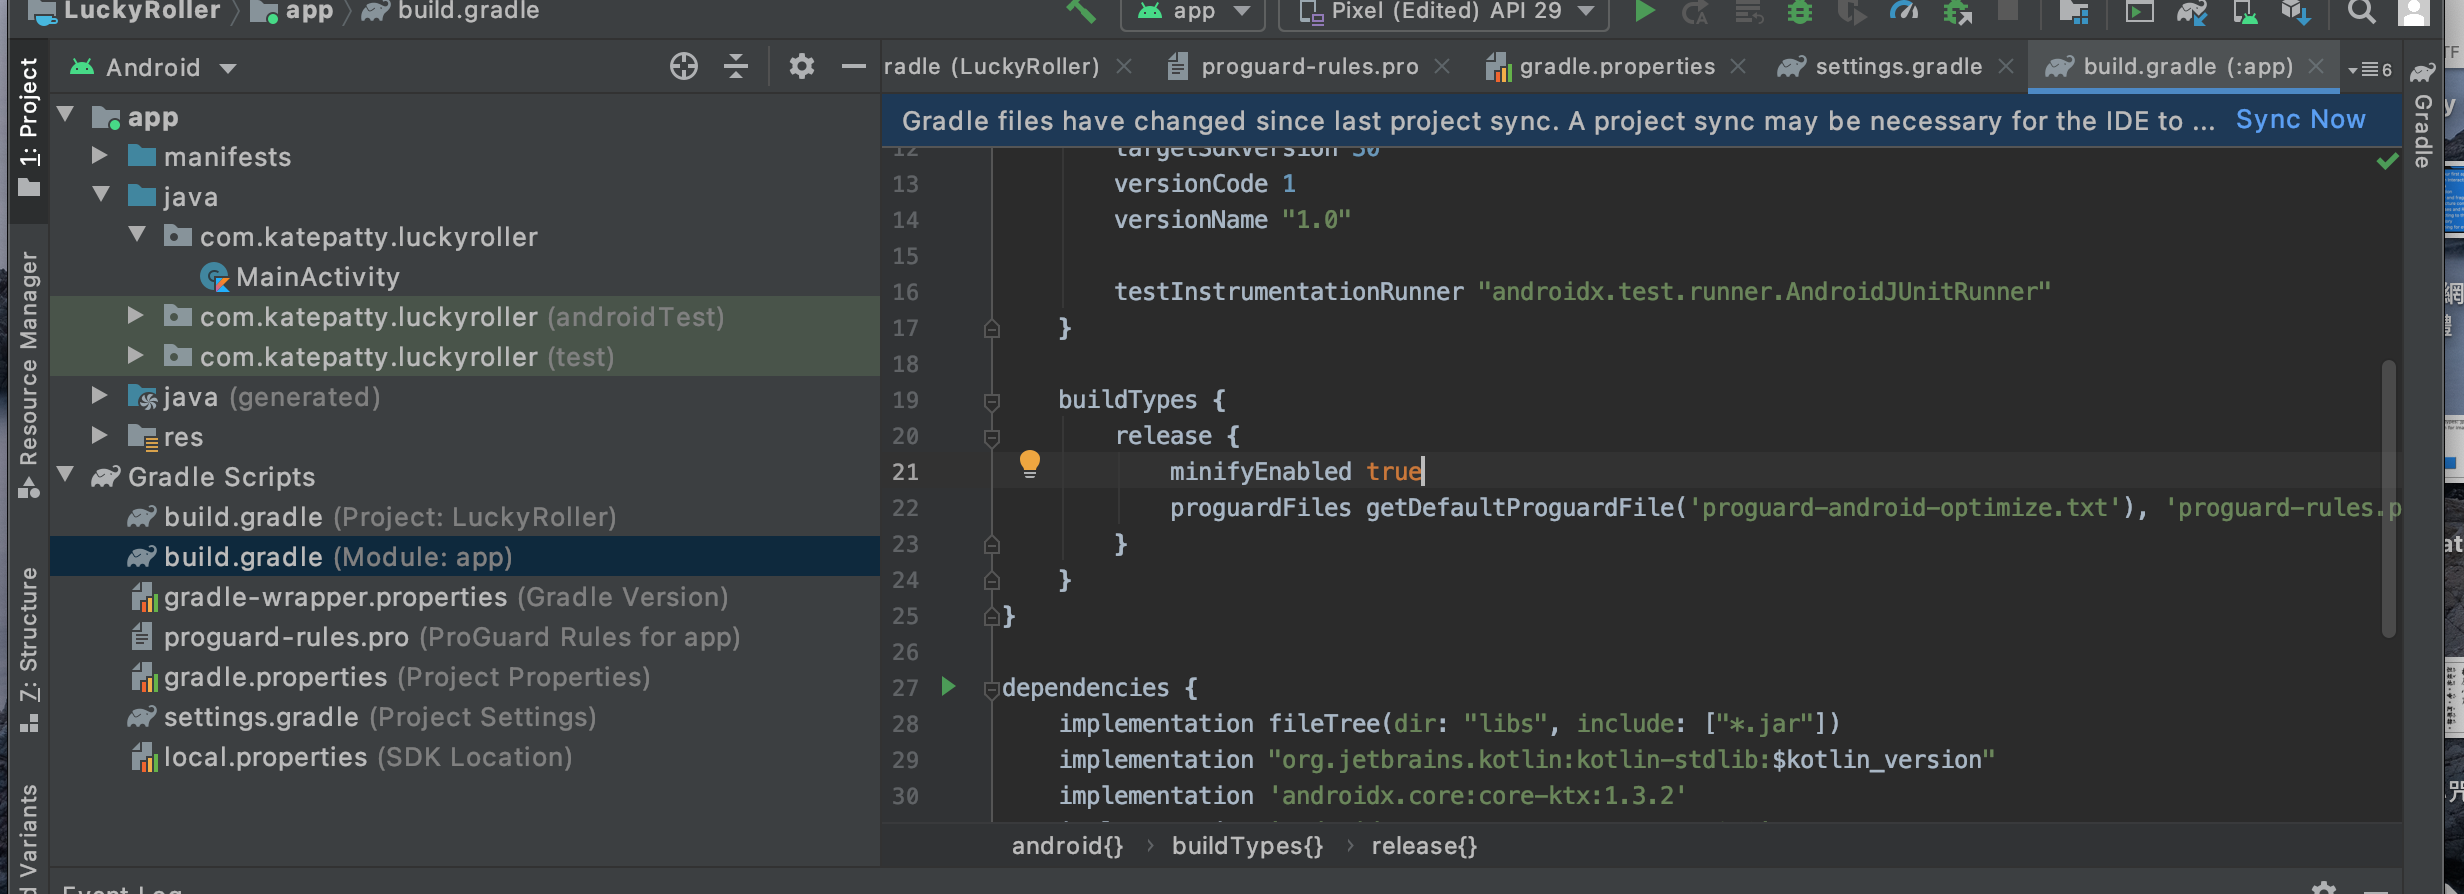 LuckyRoller app build.gradle
app Pixel (Edited) API 29
1: Project
Resource Manager
7: Structure
Variants
Android
app
manifests
java
com.katepatty.luckyroller
MainActivity
com.katepatty.luckyroller (androidTest)
com.katepatty.luckyroller (test)
java (generated)
res
Gradle Scripts
build.gradle (Project: LuckyRoller)
build.gradle (Module: app)
gradle-wrapper.properties (Gradle Version)
proguard-rules.pro (ProGuard Rules for app)
gradle.properties (Project Properties)
settings.gradle (Project Settings)
local.properties (SDK Location)
Event Log
radle (LuckyRoller) proguard-rules.pro gradle.properties settings.gradle build.gradle (:app) 6
Gradle files have changed since last project sync. A project sync may be necessary for the IDE to ... Sync Now
12 targetSdkVersion 30
13 versionCode 1
14 versionName "1.0"
15
16 testInstrumentationRunner "androidx.test.runner.AndroidJUnitRunner"
17 }
18
19 buildTypes {
20 release {
21 minifyEnabled true
22 proguardFiles getDefaultProguardFile('proguard-android-optimize.txt'), 'proguard-rules.p
23 }
24 }
25 }
26
27 dependencies {
28 implementation fileTree(dir: "libs", include: ["*.jar"])
29 implementation "org.jetbrains.kotlin:kotlin-stdlib:$kotlin_version"
30 implementation 'androidx.core:core-ktx:1.3.2'
android{} › buildTypes{} › release{}
Gradle